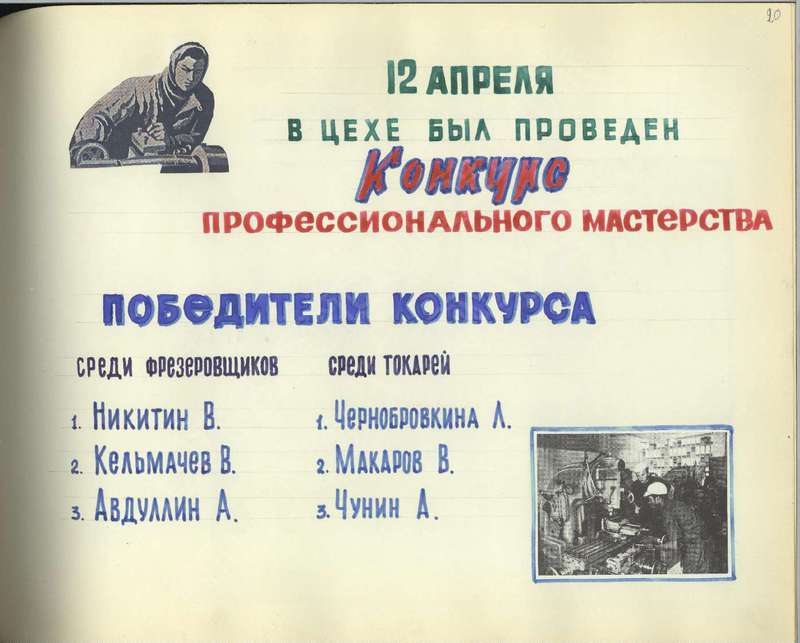 20
12 АПРЕЛЯ
В ЦЕХЕ БЫЛ ПРОВЕДЕН
Конкурс
ПРОФЕССИОНАЛЬНОГО МАСТЕРСТВА
ПОБЕДИТЕЛИ КОНКУРСА
СРЕДИ ФРЕЗЕРОВЩИКОВ
1. НИКИТИН В.
2. КЕЛЬМАЧЕВ В.
3. АВДУЛЛИН А.
СРЕДИ ТОКАРЕЙ
1. ЧЕРНОБРОВКИНА Л.
2. МАКАРОВ В.
3. ЧУНИН А.